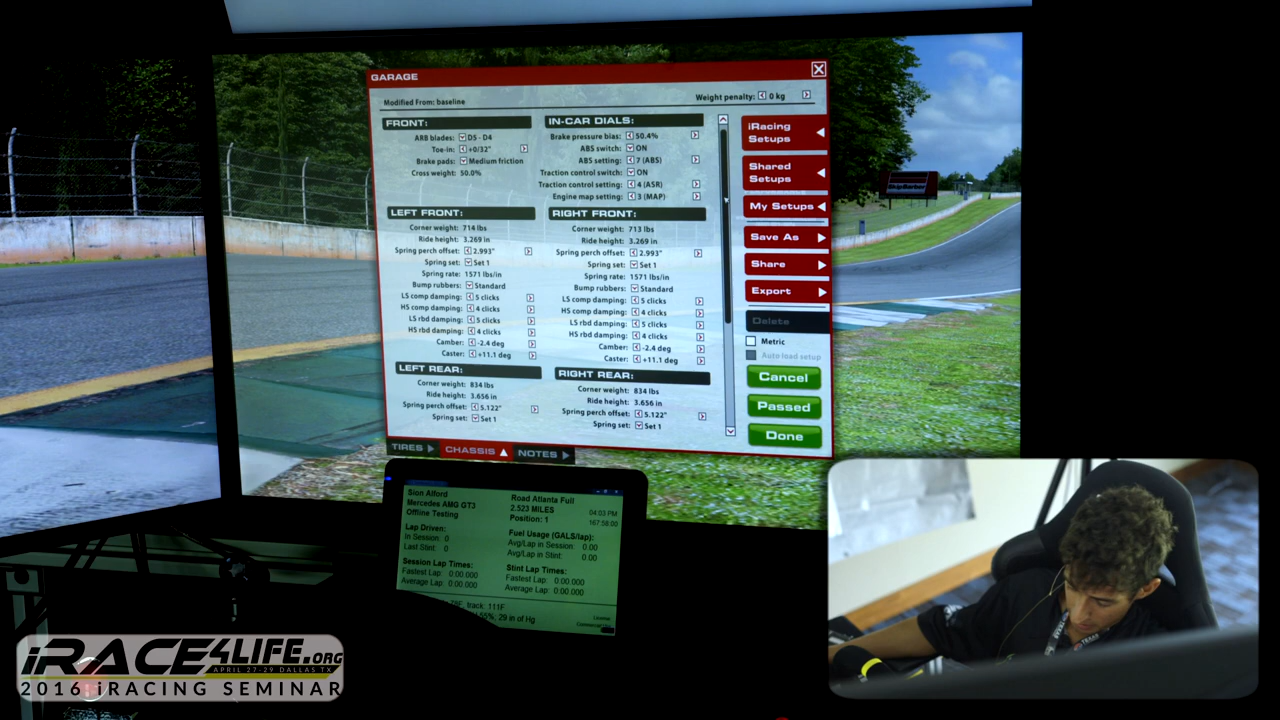 GARAGE
Modified From: baseline
Weight penalty: 0 kg
FRONT:
ARB blades: D5 - D4
Toe-in: +0/32"
Brake pads: Medium friction
Cross weight: 50.0%
IN-CAR DIALS:
Brake pressure bias: 50.4%
ABS switch: ON
ABS setting: 7 (ABS)
Traction control switch: ON
Traction control setting: 4 (ASR)
Engine map setting: 3 (MAP)
LEFT FRONT:
Corner weight: 714 lbs
Ride height: 3.269 in
Spring perch offset: 2.993"
Spring set: Set 1
Spring rate: 1571 lbs/in
Bump rubbers: Standard
LS comp damping: 5 clicks
HS comp damping: 4 clicks
LS rbd damping: 5 clicks
HS rbd damping: 4 clicks
Camber: -2.4 deg
Caster: +11.1 deg
RIGHT FRONT:
Corner weight: 713 lbs
Ride height: 3.269 in
Spring perch offset: 2.993"
Spring set: Set 1
Spring rate: 1571 lbs/in
Bump rubbers: Standard
LS comp damping: 5 clicks
HS comp damping: 4 clicks
LS rbd damping: 5 clicks
HS rbd damping: 4 clicks
Camber: -2.4 deg
Caster: +11.1 deg
LEFT REAR:
Corner weight: 834 lbs
Ride height: 3.656 in
Spring perch offset: 5.122"
Spring set: Set 1
RIGHT REAR:
Corner weight: 834 lbs
Ride height: 3.656 in
Spring perch offset: 5.122"
Spring set: Set 1
iRacing
Setups
Shared
Setups
My Setups
Save As
Share
Export
Delete
Metric
Auto load setup
Cancel
Passed
Done
TIRES
CHASSIS
NOTES
Sion Alford
Mercedes AMG GT3
Offline Testing
Road Atlanta Full
2.523 MILES
Position: 1
04:03 PM
167:58:00
Lap Driven:
In Session: 0
Last Stint: 0
Fuel Usage (GALS/lap):
Avg/Lap in Session: 0.00
Avg/Lap in Stint: 0.00
Session Lap Times:
Fastest Lap: 0:00.000
Average Lap: 0:00.000
Stint Lap Times:
Fastest Lap: 0:00.000
Average Lap: 0:00.000
track: 111F
55%, 29 in of Hg
iRACE4LIFE.ORG
APRIL 27-29 DALLAS TX
2016 iRACING SEMINAR